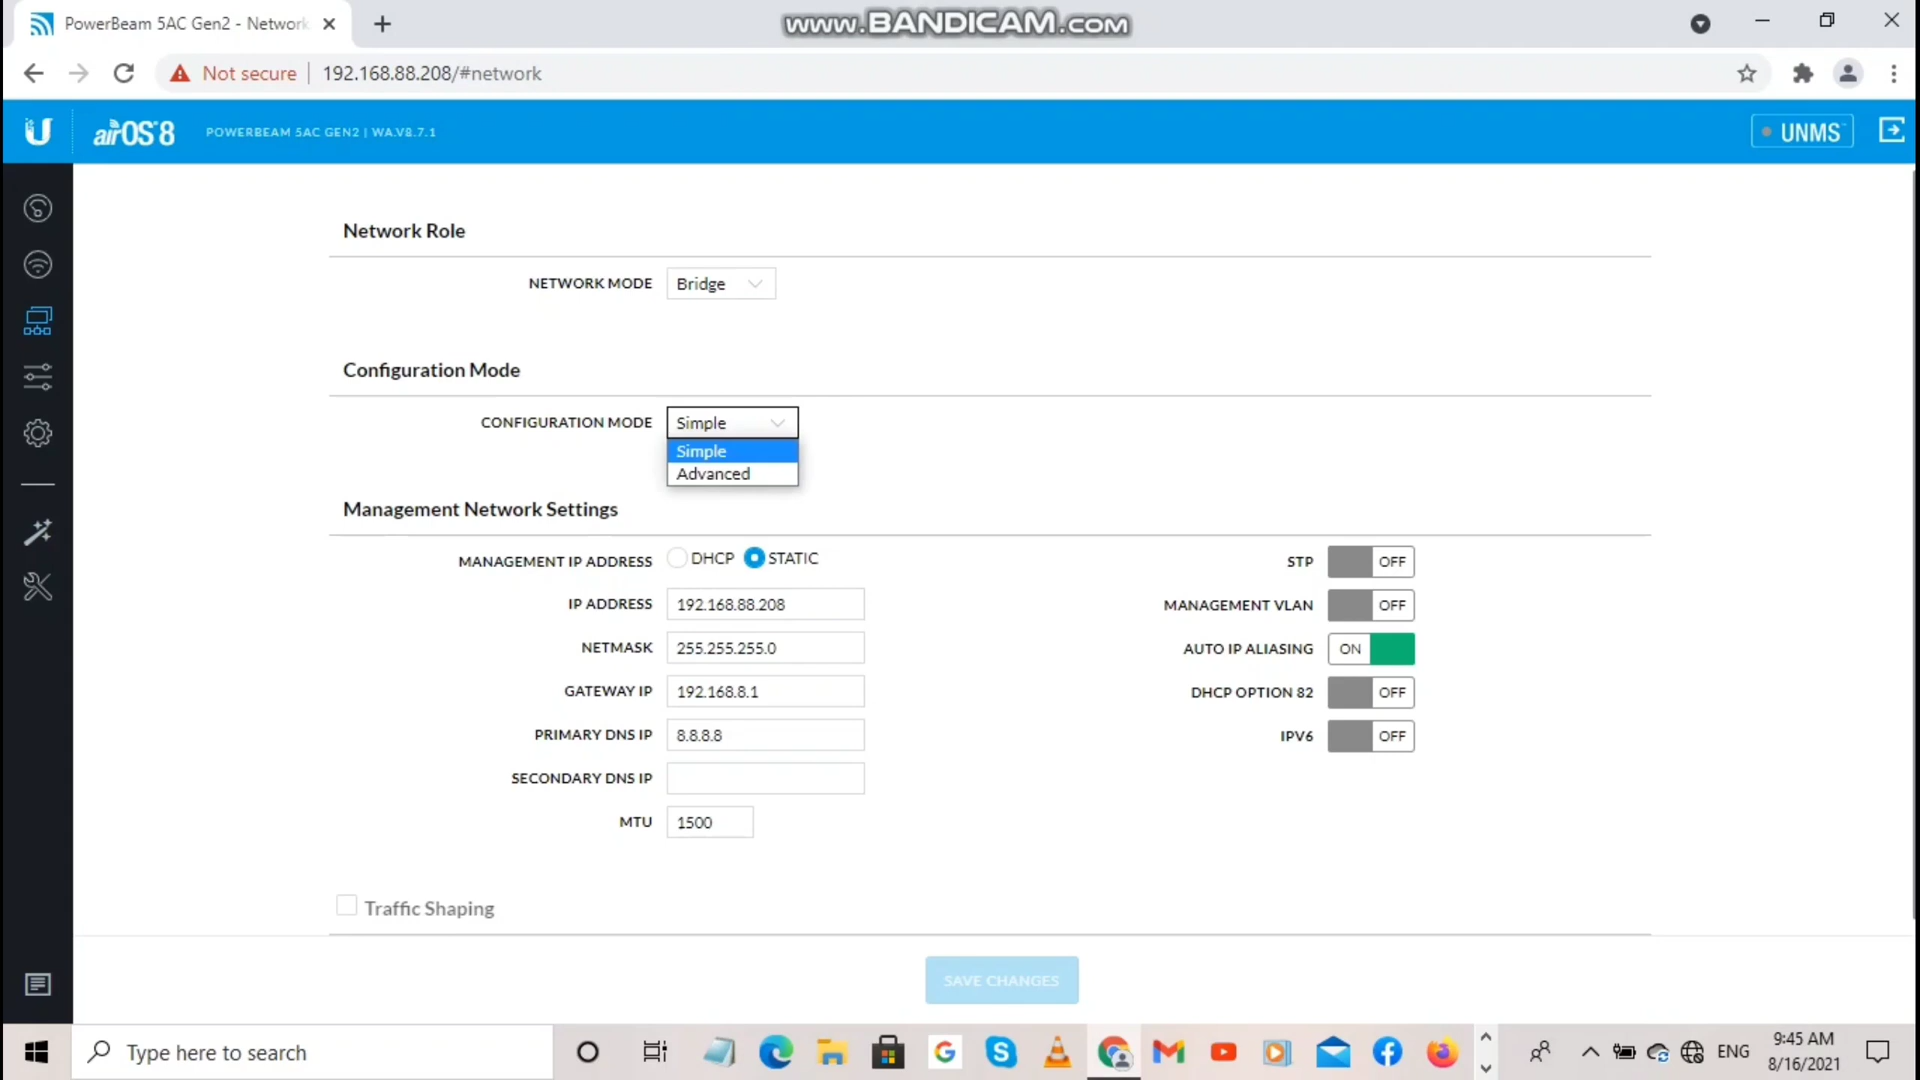 PowerBeam 5AC Gen2 - Network
www.BANDICAM.com
Not secure
192.168.88.208/#network
airOS 8
POWERBEAM 5AC GEN2 | WA.V8.7.1
UNMS
Network Role
NETWORK MODE Bridge
Configuration Mode
CONFIGURATION MODE Simple
Simple
Advanced
Management Network Settings
MANAGEMENT IP ADDRESS DHCP STATIC
STP OFF
IP ADDRESS 192.168.88.208
MANAGEMENT VLAN OFF
NETMASK 255.255.255.0
AUTO IP ALIASING ON
GATEWAY IP 192.168.8.1
DHCP OPTION 82 OFF
PRIMARY DNS IP 8.8.8.8
IPV6 OFF
SECONDARY DNS IP
MTU 1500
Traffic Shaping
SAVE CHANGES
Type here to search
ENG
9:45 AM
8/16/2021